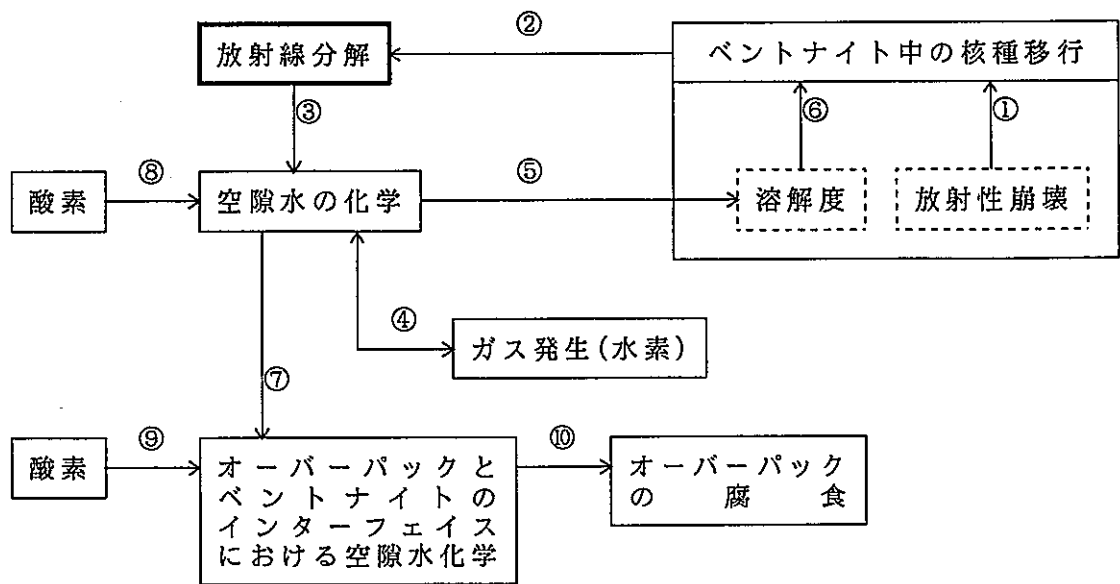 ②
放射線分解
ベントナイト中の核種移行
③
⑥
①
酸素
⑧
空隙水の化学
⑤
溶解度
放射性崩壊
④
ガス発生(水素)
⑦
酸素
⑨
オーバーパックと
ベントナイトの
インターフェイス
における空隙水化学
⑩
オーバーパック
の腐食